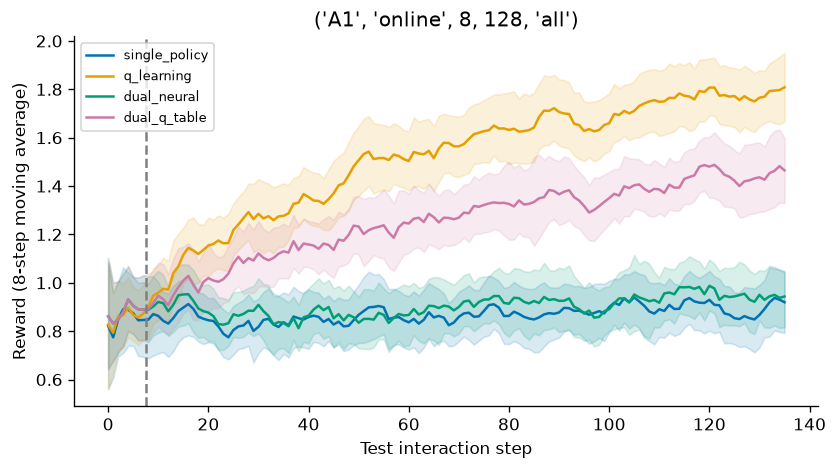 ('A1', 'online', 8, 128, 'all')
single_policy
q_learning
dual_neural
dual_q_table
Reward (8-step moving average)
2.0
1.8
1.6
1.4
1.2
1.0
0.8
0.6
0 20 40 60 80 100 120 140
Test interaction step